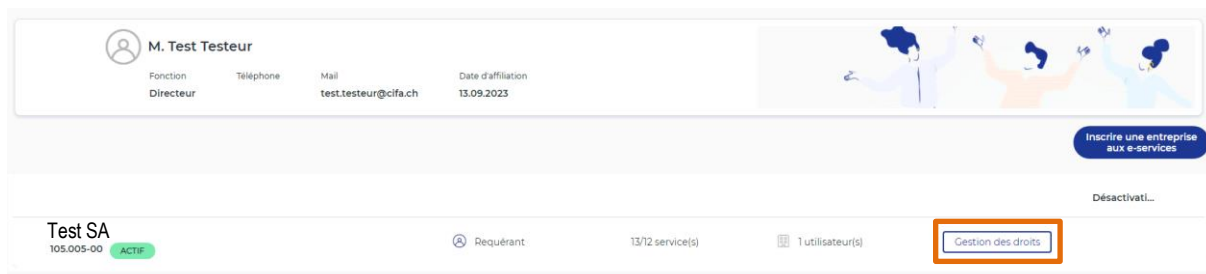 M. Test Testeur
Fonction Téléphone Mail Date d'affiliation
Directeur test.testeur@cifa.ch 13.09.2023
Inscrire une entreprise
aux e-services
Désactivati...
Test SA
105.005-00 ACTIF Requérant 13/12 service(s) 1 utilisateur(s) Gestion des droits